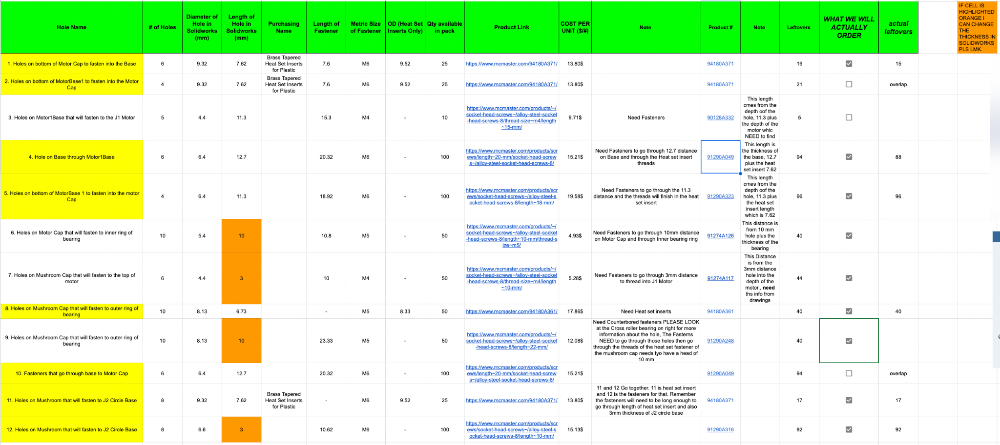 Hole Name
# of Holes
Diameter of
Hole in
Solidworks
(mm)
Length of
Hole in
Solidworks
(mm)
Purchasing
Name
Length of
Fastener
Metric Size
of Fastener
OD (Heat Set
Inserts Only)
Qty available
in pack
Product Link
COST PER
UNIT ($/#)
Note
Product #
Note
Leftovers
WHAT WE WILL
ACTUALLY
ORDER
actual
leftovers
IF CELL IS
HIGHLIGHTED
ORANGE I
CAN CHANGE
THE
THICKNESS IN
SOLIDWORKS
PLS LMK.
1. Holes on bottom of Motor Cap to fasten into the Base
6
9.32
7.62
Brass Tapered
Heat Set Inserts
for Plastic
7.6
M6
9.52
25
https://www.mcmaster.com/94180A371/
13.80$
94180A371
19
15
2. Holes on bottom of MotorBase1 to fasten into the Motor
Cap
4
9.32
7.62
Brass Tapered
Heat Set Inserts
for Plastic
7.6
M6
9.52
25
https://www.mcmaster.com/94180A371/
13.80$
94180A371
21
overlap
3. Holes on Motor1Base that will fasten to the J1 Motor
5
4.4
11.3
15.3
M4
-
10
https://www.mcmaster.com/products/~/
socket-head-screws~/alloy-steel-socket
-head-screws-8/thread-size~m4/length
~15-mm/
9.71$
Need Fasteners
90128A332
This length
cmes from the
depth oof the
hole, 11.3 plus
the depth of the
motor whic
NEED to find
5
4. Hole on Base through Motor1Base
6
6.4
12.7
20.32
M6
-
100
https://www.mcmaster.com/products/scr
ews/length~20-mm/socket-head-screw
s~/alloy-steel-socket-head-screws-8/
15.21$
Need Fasteners to go through 12.7 distance
on Base and through the Heat set insert
threads
91290A049
This length is
the thickness of
the base, 12.7
plus the heat
set insert 7.62
94
88
5. Holes on bottom of MotorBase 1 to fasten into the motor
Cap
4
6.4
11.3
18.92
M6
-
100
https://www.mcmaster.com/products/scr
ews/socket-head-screws~/alloy-steel-s
ocket-head-screws-8/length~18-mm/
19.58$
Need Fasteners to go through the 11.3
distance and the threads will finish in the heat
set insert
91290A323
This length
cmes from the
depth oof the
hole, 11.3 plus
the heat set
insert length
which is 7.62
96
96
6. Holes on Motor Cap that will fasten to inner ring of
bearing
10
5.4
10
10.8
M5
-
50
https://www.mcmaster.com/products/~/
socket-head-screws~/alloy-steel-socket
-head-screws-8/length~10-mm/thread-s
ize~m5/
4.93$
Need Fasteners to go through 10mm distance
on Motor Cap and through Inner bearing ring
91274A126
This distance is
from 10 mm
hole plus the
thickness of the
bearing
40
7. Holes on Mushroom Cap that will fasten to the top of
motor
6
4.4
3
10
M4
-
50
https://www.mcmaster.com/products/~/
socket-head-screws~/alloy-steel-socket
-head-screws-8/thread-size~m4/length
~10-mm/
5.28$
Need Fasteners to go through 3mm distance
to thread into J1 Motor
91274A117
This Distance
is from the
3mm distance
hole into the
depth of the
motor., need
ths info from
drawings
44
8. Holes on Mushroom Cap that will fasten to outer ring of
bearing
10
8.13
6.73
-
M5
8.33
50
https://www.mcmaster.com/94180A361/
17.86$
Need Heat set inserts
94180A361
40
40
9. Holes on Mushroom Cap that will fasten to outer ring of
bearing
10
8.13
10
23.33
M5
-
50
https://www.mcmaster.com/products/~/
socket-head-screws~/alloy-steel-socket
-head-screws-8/length~22-mm/
12.08$
Need Counterbored fasteners PLEASE LOOK
at the Cross roller bearing on right for more
information about the hole, The Fasterns
NEED to go through those holes then go
through the threads of the heat set fastener of
the mushroom cap needs tyo have a head of
10 mm
91290A248
40
10. Fasteners that go through base to Motor Cap
6
6.4
12.7
20.32
M6
-
100
https://www.mcmaster.com/products/scr
ews/length~20-mm/socket-head-screw
s~/alloy-steel-socket-head-screws-8/
15.21$
91290A049
94
overlap
11. Holes on Mushroom that will fasten to J2 Circle Base
8
9.32
7.62
Brass Tapered
Heat Set Inserts
for Plastic
-
M6
9.52
25
https://www.mcmaster.com/94180A371/
13.80$
11 and 12 Go together. 11 is heat set insert
and 12 is the fasteners for that. Remember
the fasteners will need to be long enough to
go through length of heat set insert and also
3mm thickness of J2 circle base
94180A371
17
17
12. Holes on Mushroom that will fasten to J2 Circle Base
8
6.6
3
10.62
M6
-
100
https://www.mcmaster.com/products/scr
ews/socket-head-screws~/alloy-steel-s
ocket-head-screws-8/length~10-mm/
15.13$
91290A316
92
92